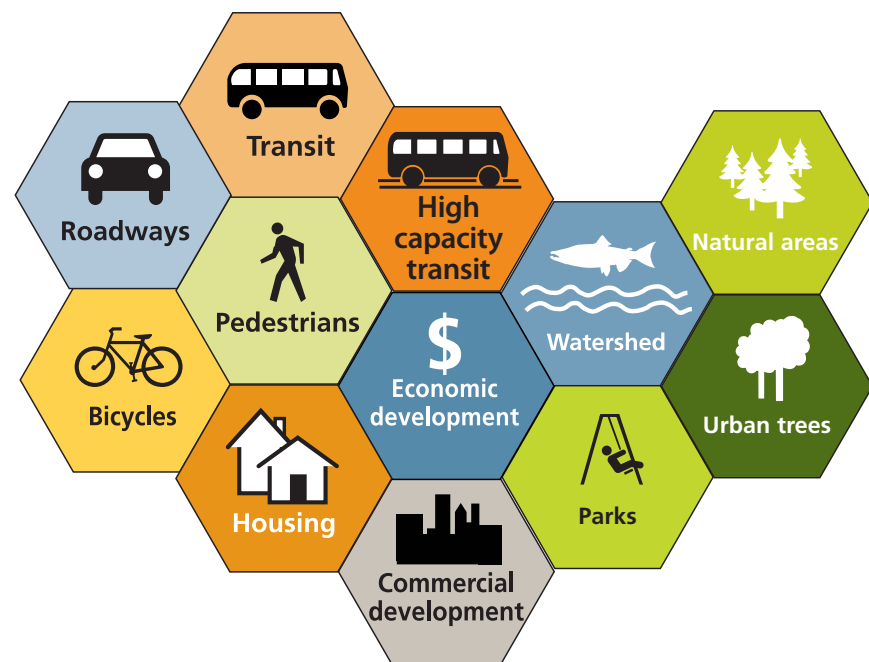 Transit
Roadways
High
capacity
transit
Natural areas
Pedestrians
Watershed
$
Economic
development
Bicycles
Urban trees
Housing
Parks
Commercial
development